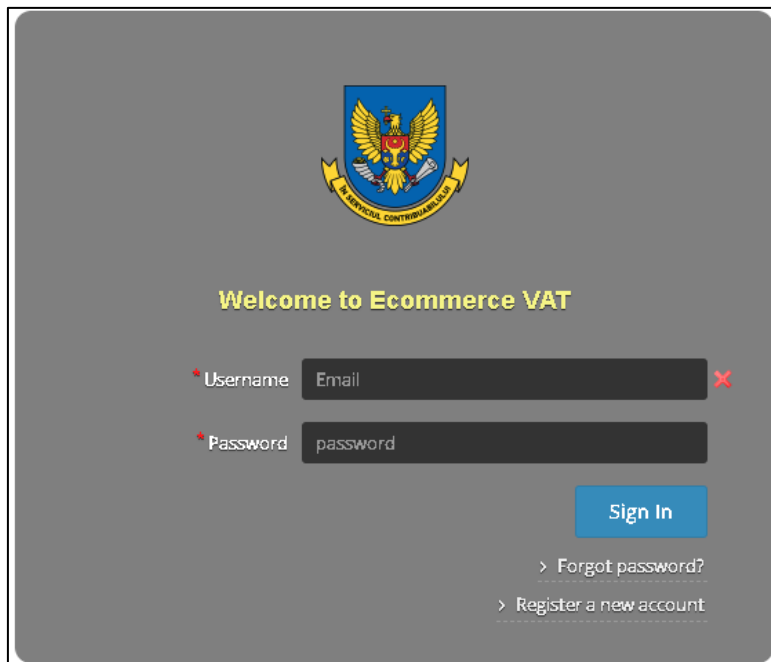 ÎN SERVICIUL CONTRIBUABILULUI
Welcome to Ecommerce VAT
* Username Email
* Password password
Sign In
> Forgot password?
> Register a new account